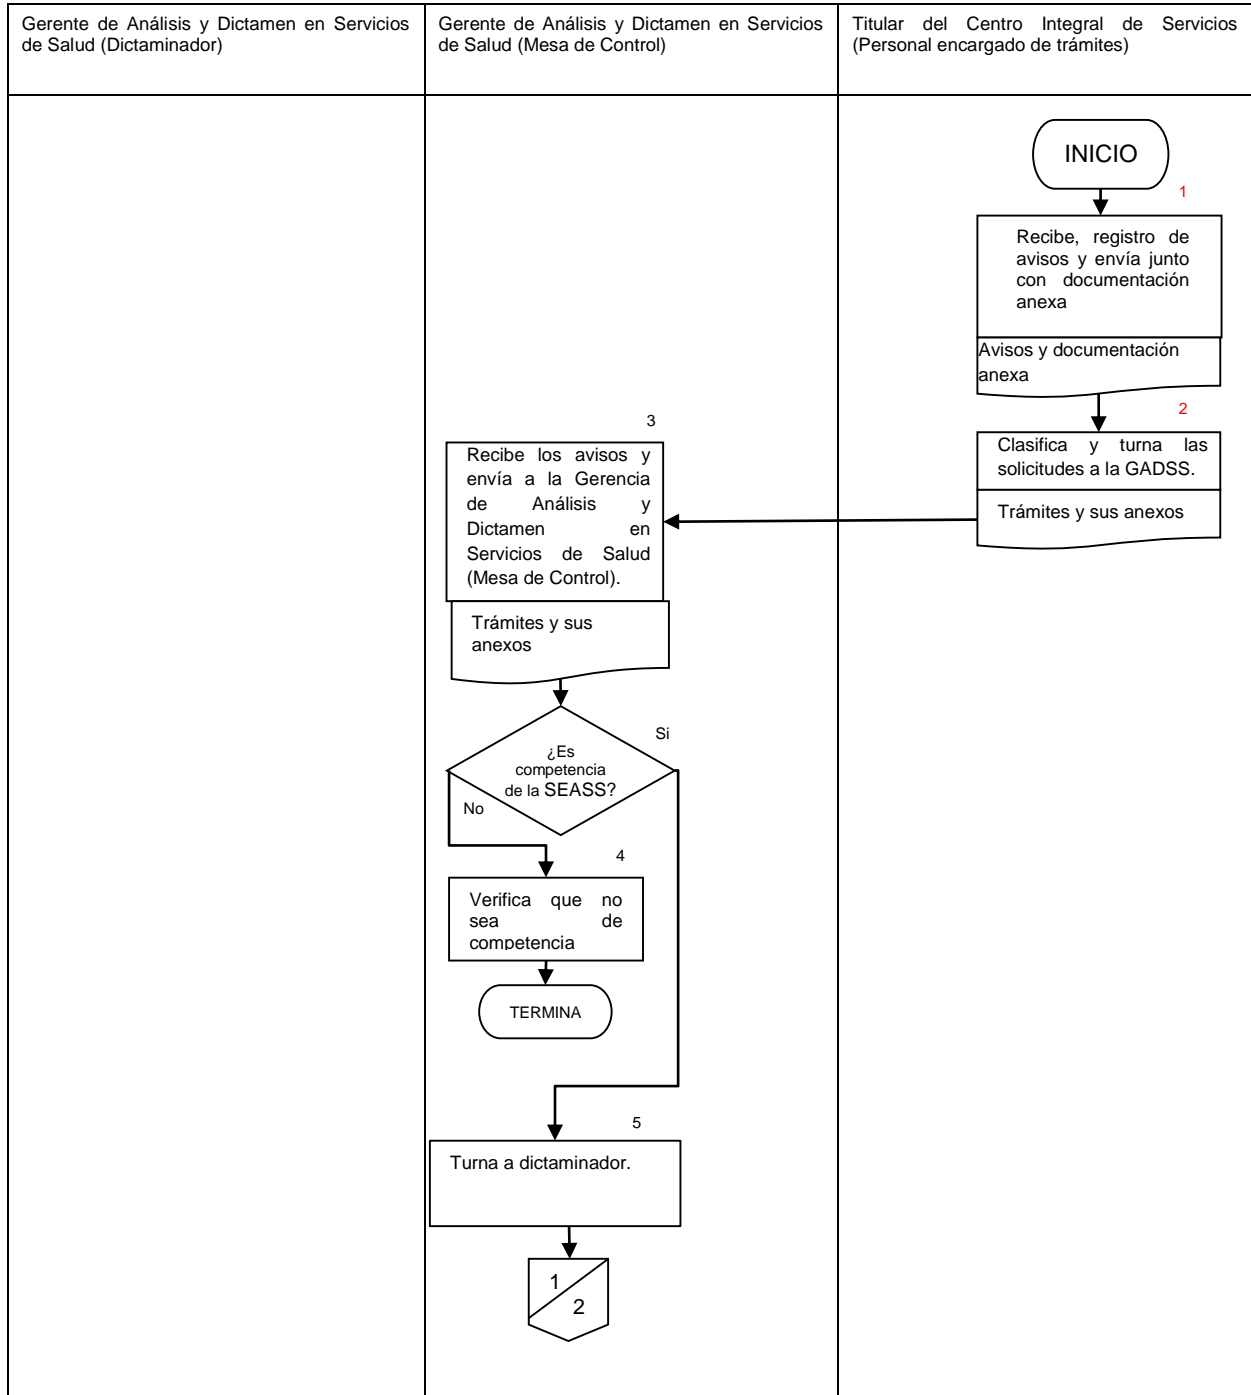 Gerente de Análisis y Dictamen en Servicios
de Salud (Dictaminador)
Gerente de Análisis y Dictamen en Servicios
de Salud (Mesa de Control)
Titular del Centro Integral de Servicios
(Personal encargado de trámites)
INICIO
1
Recibe, registro de
avisos y envía junto
con documentación
anexa
Avisos y documentación
anexa
2
Clasifica y turna las
solicitudes a la GADSS.
Trámites y sus anexos
3
Recibe los avisos y
envía a la Gerencia
de Análisis y
Dictamen en
Servicios de Salud
(Mesa de Control).
Trámites y sus
anexos
¿Es
competencia
de la SEASS?
Si
No
4
Verifica que no
sea de
competencia
TERMINA
5
Turna a dictaminador.
1
2